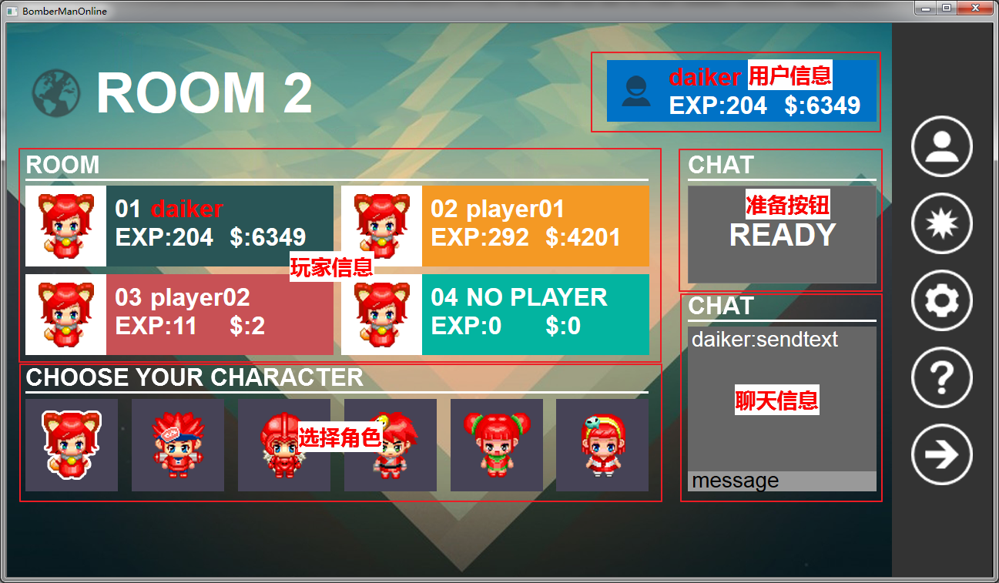 BomberManOnline
ROOM 2
daiker 用户信息
EXP:204 $:6349
ROOM
01 daiker
EXP:204 $:6349
02 player01
EXP:292 $:4201
玩家信息
03 player02
EXP:11 $:2
04 NO PLAYER
EXP:0 $:0
CHOOSE YOUR CHARACTER
选择角色
CHAT
准备按钮
READY
CHAT
daiker:sendtext
聊天信息
message
?